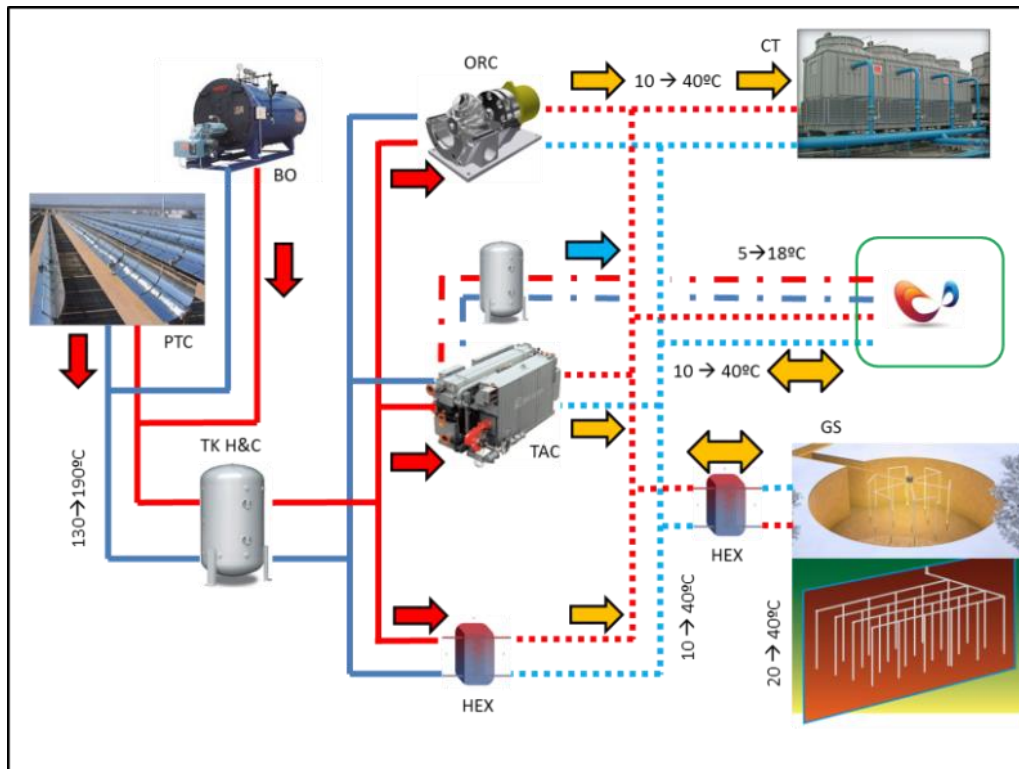 ORC
CT
10 → 40ºC
BO
5→18ºC
PTC
10 → 40ºC
TK H&C
TAC
GS
130→190ºC
HEX
10→40ºC
20→40ºC
HEX